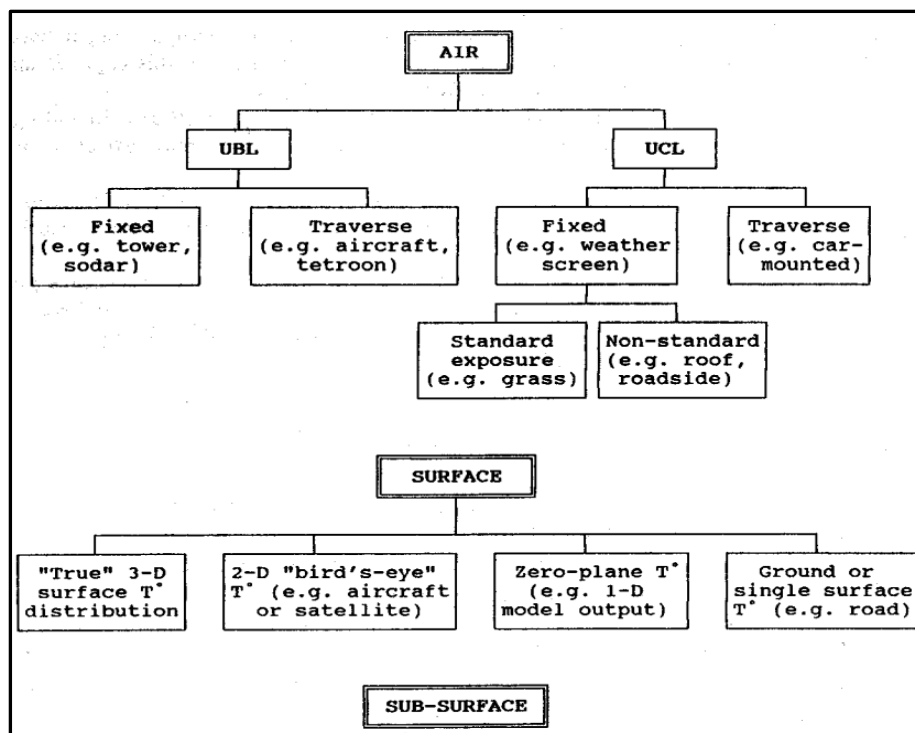 AIR
UBL
UCL
Fixed
(e.g. tower,
sodar)
Traverse
(e.g. aircraft,
tetroon)
Fixed
(e.g. weather
screen)
Traverse
(e.g. car-
mounted)
Standard
exposure
(e.g. grass)
Non-standard
(e.g. roof,
roadside)
SURFACE
"True" 3-D
surface T°
distribution
2-D "bird's-eye"
T° (e.g. aircraft
or satellite)
Zero-plane T°
(e.g. 1-D
model output)
Ground or
single surface
T° (e.g. road)
SUB-SURFACE